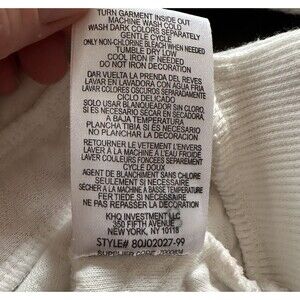 TURN GARMENT INSIDE OUT
MACHINE WASH COLD
WASH DARK COLORS SEPARATELY
GENTLE CYCLE
ONLY NON-CHLORINE BLEACH WHEN NEEDED
TUMBLE DRY LOW
COOL IRON IF NEEDED
DO NOT IRON DECORATION
DAR VUELTA LA PRENDA DEL REVES
LAVAR EN LAVADORA CON AGUA FRIA
LAVAR COLORES OSCUROS SEPARADAMENTE
CICLO DELICADO
SOLO USAR BLANQUEADOR SIN CLORO,
SI ES NECESARIO SECAR EN SECADORA,
A BAJA TEMPERATURA
PLANCHA TIBIA SI ES NECESARIO
NO PLANCHAR LA DECORACION
RETOURNER LE VETEMENT L'ENVERS
LAVER A LA MACHINE A L'EAU FROIDE
LAVER COULEURS FONCEES SEPAREMENT
CYCLE DOUX
AGENT DE BLANCHIMENT SANS CHLORE
SEULEMENT SI NECESSAIRE
SÉCHER À LA MACHINE A BASSE TEMPERATURE
FER TIEDE, SI NECESSAIRE
NE PAS REPASSER LA DECORATION
KHQ INVESTMENT LLC
350 FIFTH AVENUE
NEW YORK, NY 10118
STYLE# 80J02027-99
SUPPLIER CODE: